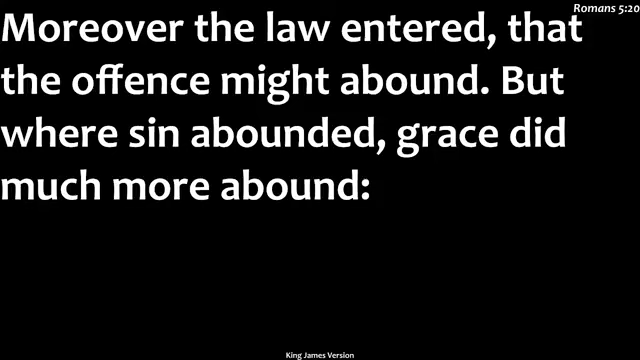 Romans 5:20
Moreover the law entered, that
the offence might abound. But
where sin abounded, grace did
much more abound:
King James Version